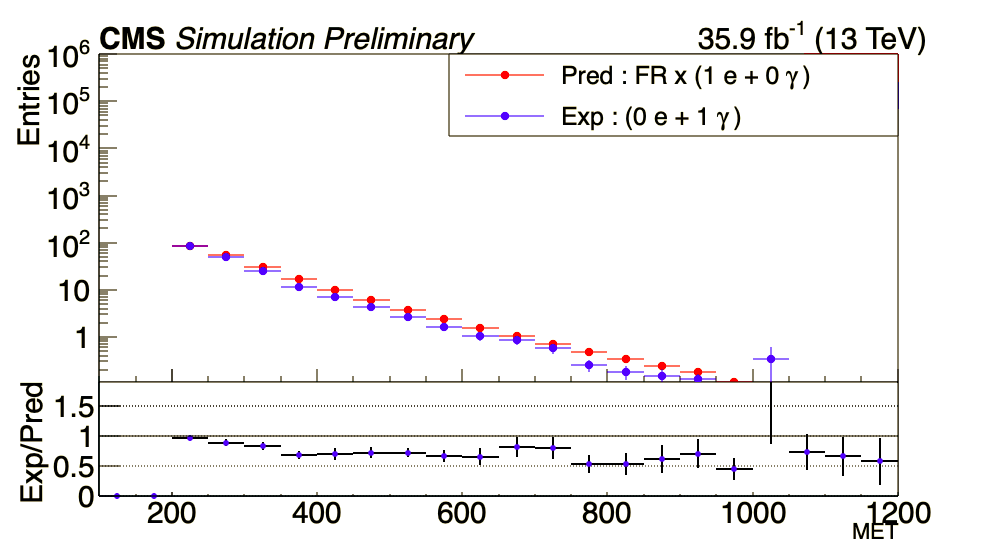 CMS Simulation Preliminary 35.9 fb⁻¹ (13 TeV)
Entries
10⁶
10⁵
10⁴
10³
10²
10
1
Pred : FR x (1 e + 0 γ)
Exp : (0 e + 1 γ)
Exp/Pred
1.5
1
0.5
0
200 400 600 800 1000 1200
MET